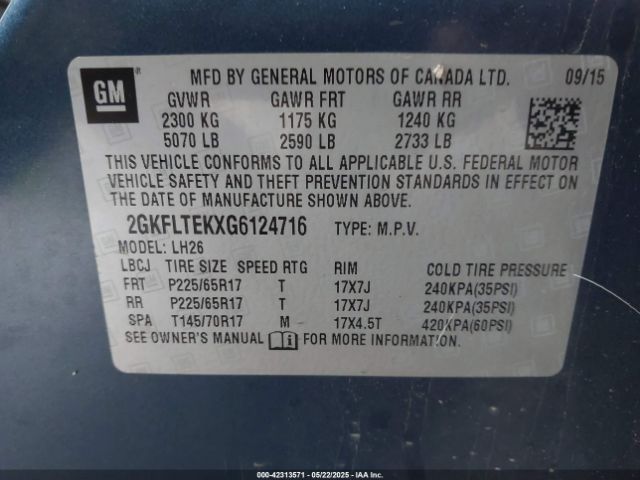 GM ® MFD BY GENERAL MOTORS OF CANADA LTD. 09/15
GVWR GAWR FRT GAWR RR
2300 KG 1175 KG 1240 KG
5070 LB 2590 LB 2733 LB
THIS VEHICLE CONFORMS TO ALL APPLICABLE U.S. FEDERAL MOTOR
VEHICLE SAFETY AND THEFT PREVENTION STANDARDS IN EFFECT ON
THE DATE OF MANUFACTURE SHOWN ABOVE.
2GKFLTEKXG6124716 TYPE: M.P.V.
MODEL: LH26
LBCJ TIRE SIZE SPEED RTG RIM COLD TIRE PRESSURE
FRT P225/65R17 T 17X7J 240KPA(35PSI)
RR P225/65R17 T 17X7J 240KPA(35PSI)
SPA T145/70R17 M 17X4.5T 420KPA(60PSI)
SEE OWNER'S MANUAL FOR MORE INFORMATION.
000-42313571 - 05/22/2025 - IAAI.COM